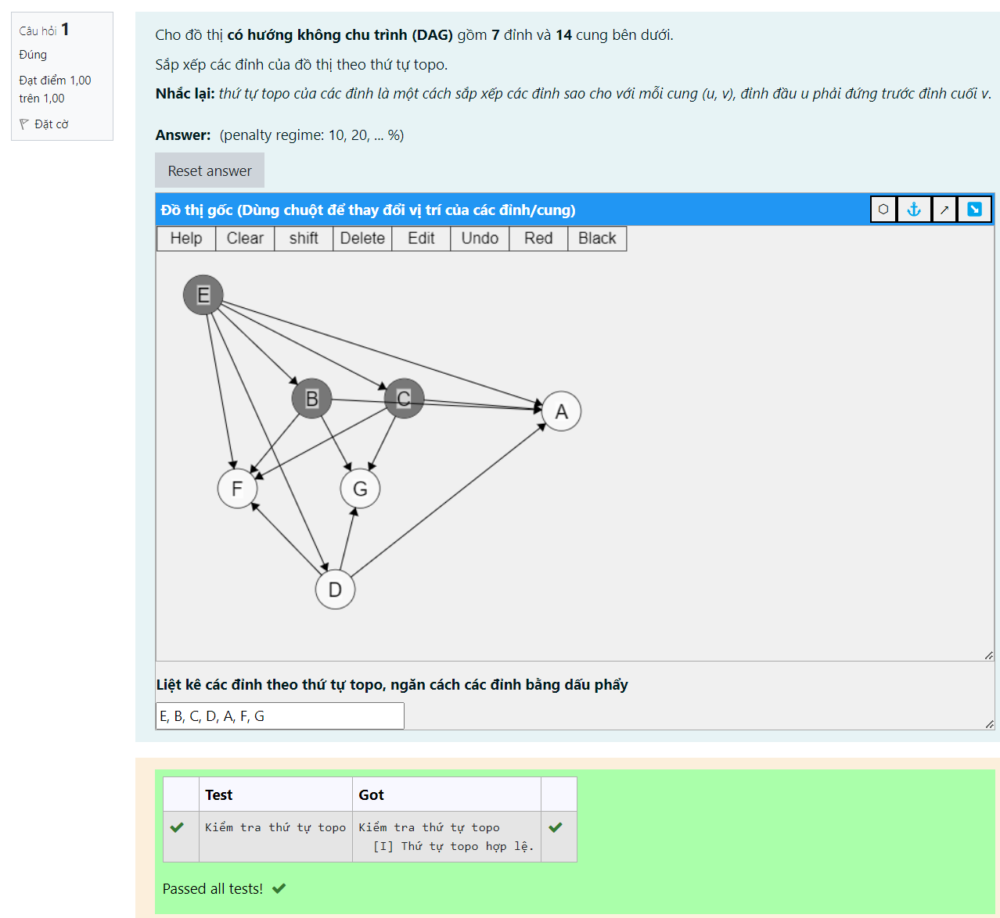 Câu hỏi 1
Đúng
Đạt điểm 1,00
trên 1,00
Đặt cờ
Cho đồ thị có hướng không chu trình (DAG) gồm 7 đỉnh và 14 cung bên dưới.
Sắp xếp các đỉnh của đồ thị theo thứ tự topo.
Nhắc lại: thứ tự topo của các đỉnh là một cách sắp xếp các đỉnh sao cho với mỗi cung (u, v), đỉnh đầu u phải đứng trước đỉnh cuối v.
Answer: (penalty regime: 10, 20, ... %)
Reset answer
Đồ thị gốc (Dùng chuột để thay đổi vị trí của các đỉnh/cung)
Help Clear shift Delete Edit Undo Red Black
E
B C A
F G
D
Liệt kê các đỉnh theo thứ tự topo, ngăn cách các đỉnh bằng dấu phẩy
E, B, C, D, A, F, G
Test Got
Kiểm tra thứ tự topo Kiểm tra thứ tự topo
[I] Thứ tự topo hợp lệ.
Passed all tests!